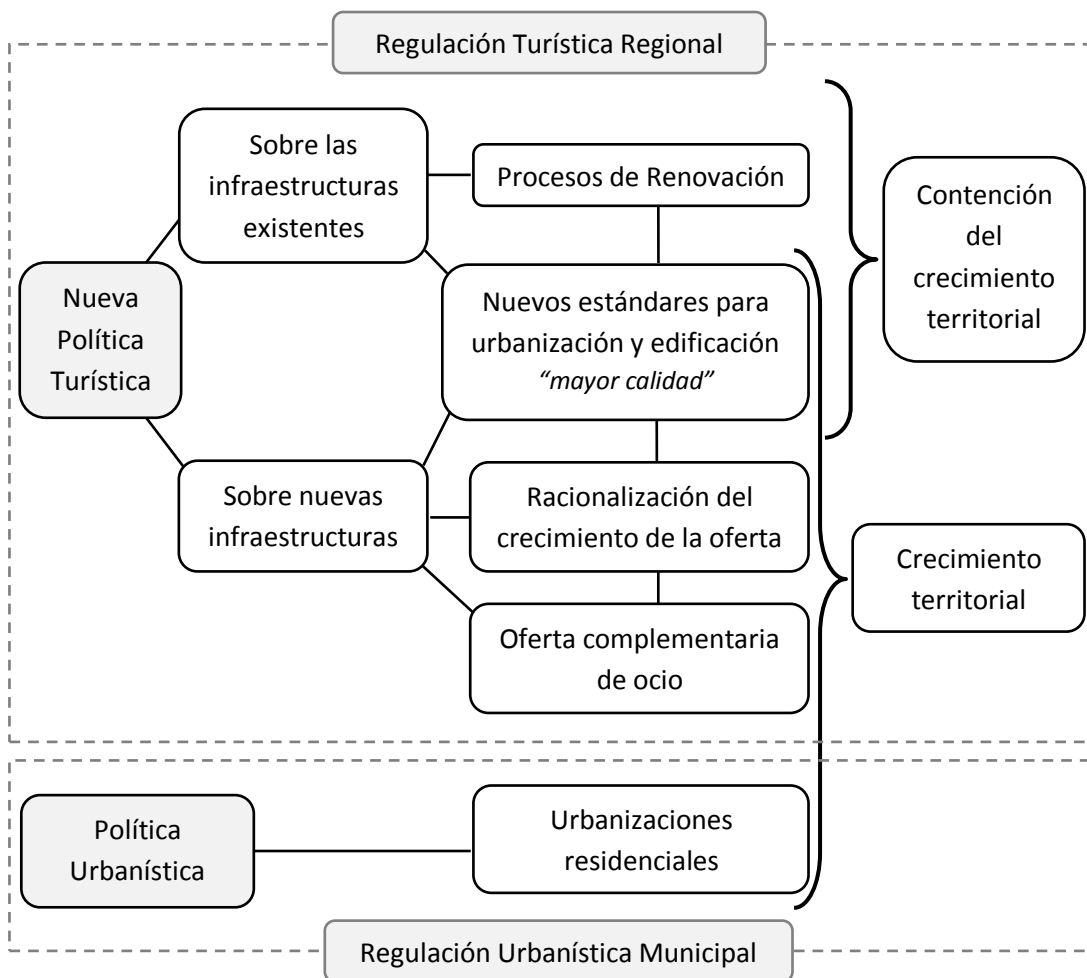 Regulación Turística Regional
Sobre las
infraestructuras
existentes
Procesos de Renovación
Contención
del
crecimiento
territorial
Nueva
Política
Turística
Nuevos estándares para
urbanización y edificación
“mayor calidad”
Sobre nuevas
infraestructuras
Racionalización del
crecimiento de la oferta
Crecimiento
territorial
Oferta complementaria
de ocio
Política
Urbanística
Urbanizaciones
residenciales
Regulación Urbanística Municipal